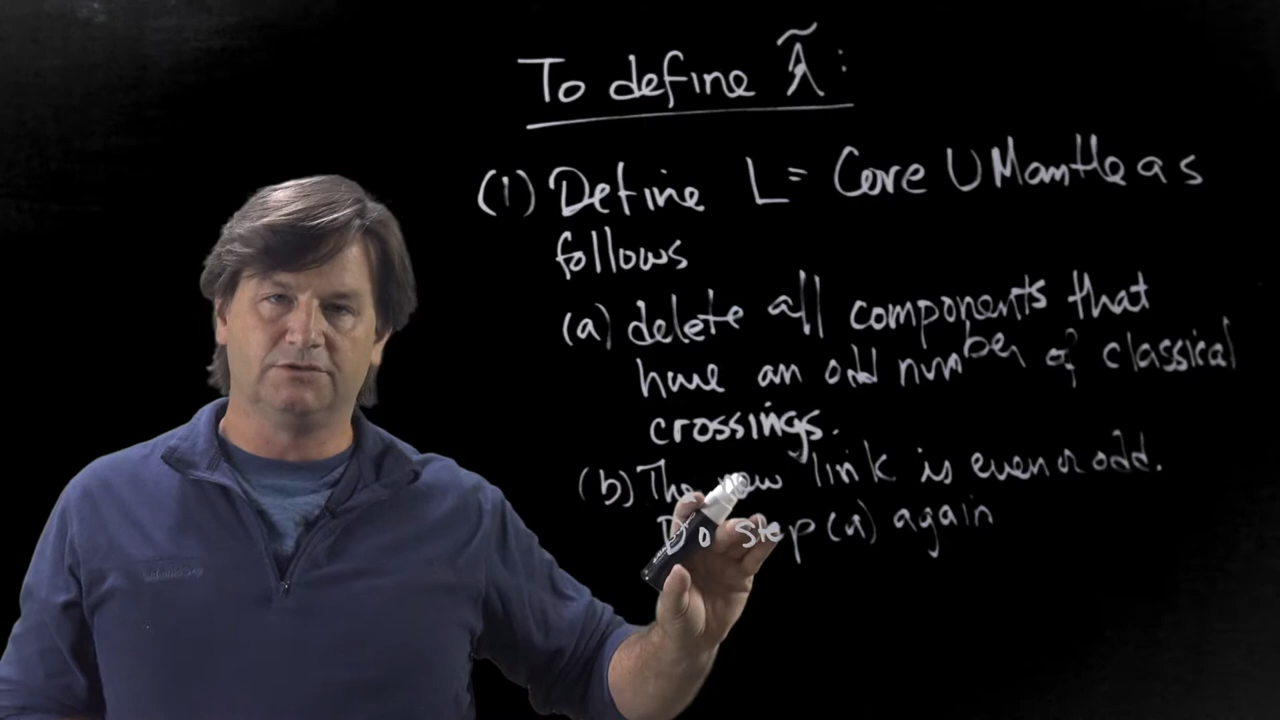 To define λ̃:
(1) Define L = Core ∪ Mantle as
follows
(a) delete all components that
have an odd number of classical
crossings.
(b) The new link is even or odd.
Do step (a) again